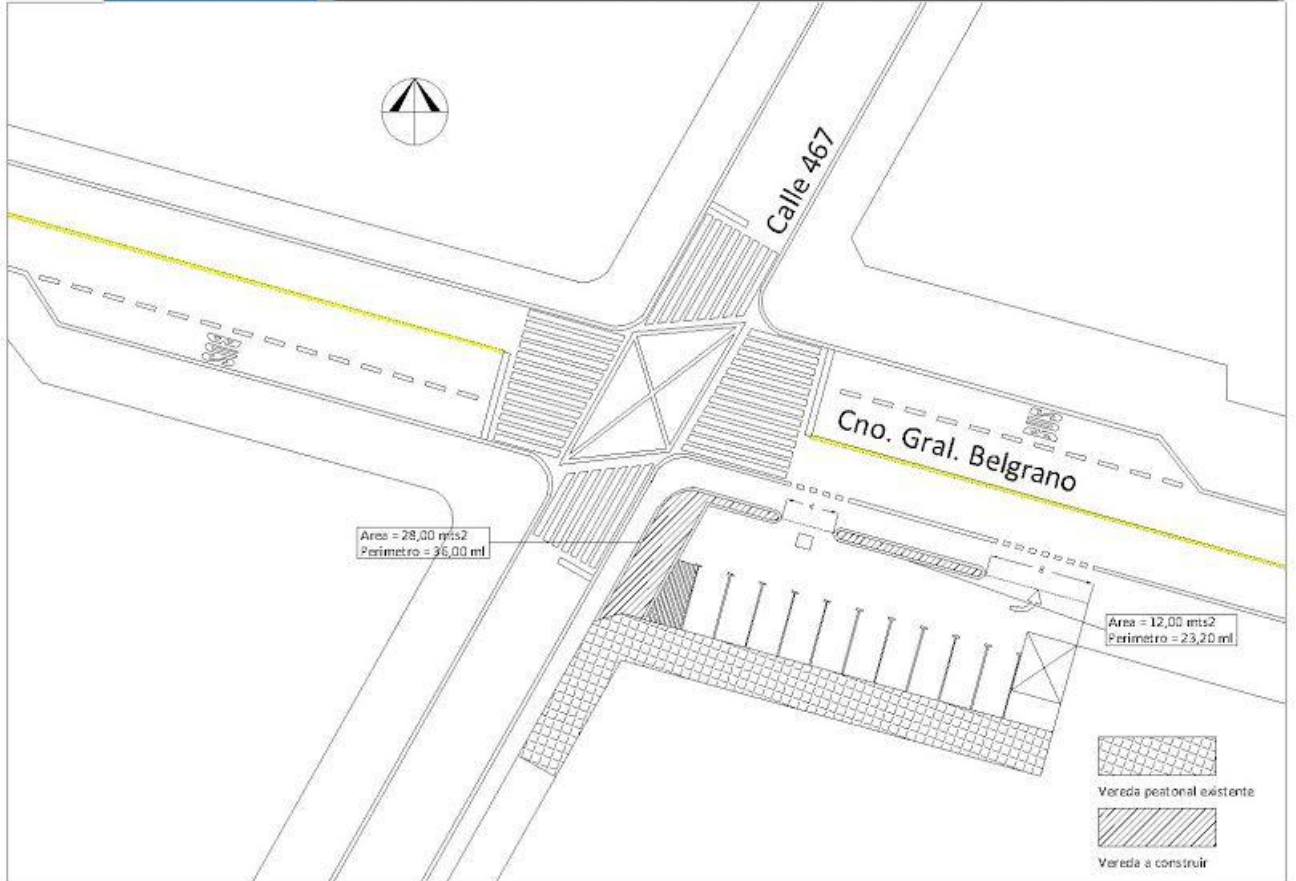 Calle 467
Cno. Gral. Belgrano
Area = 28,00 mts2
Perimetro = 36,00 ml
4
8
Area = 12,00 mts2
Perimetro = 23,20 ml
Vereda peatonal existente
Vereda a construir